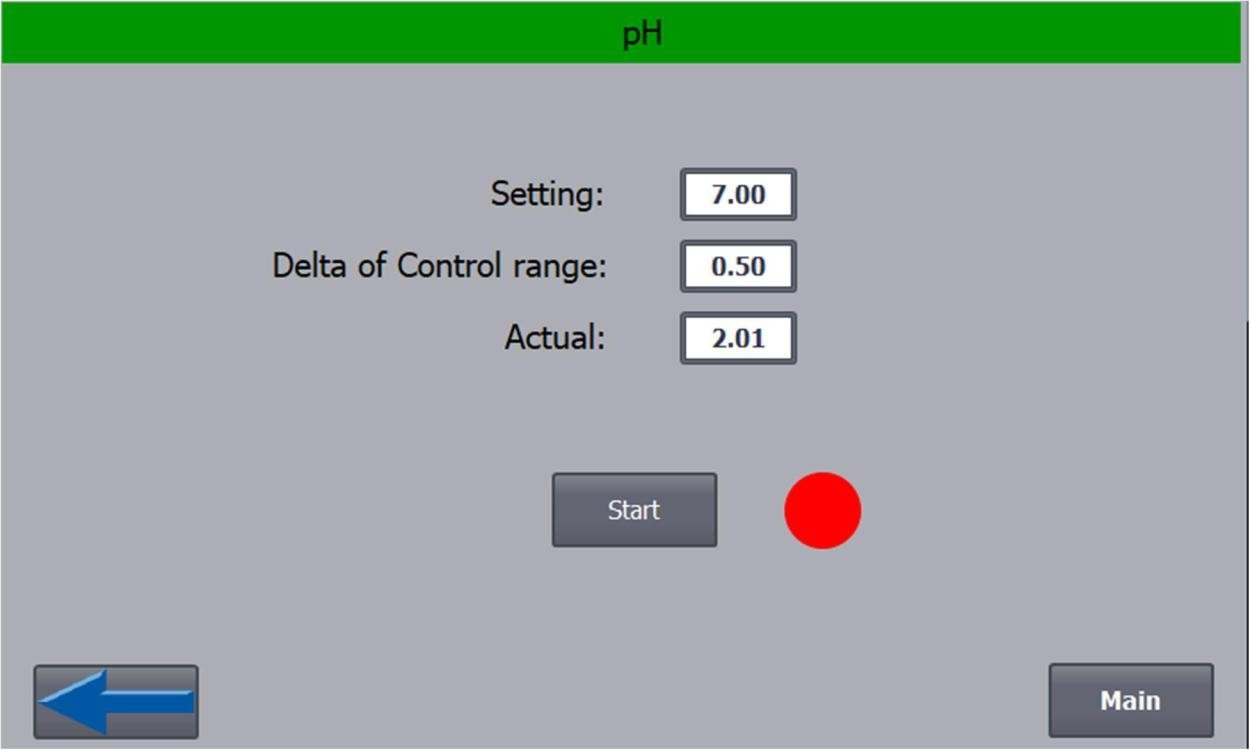 pH
Setting: 7.00
Delta of Control range: 0.50
Actual: 2.01
Start
Main